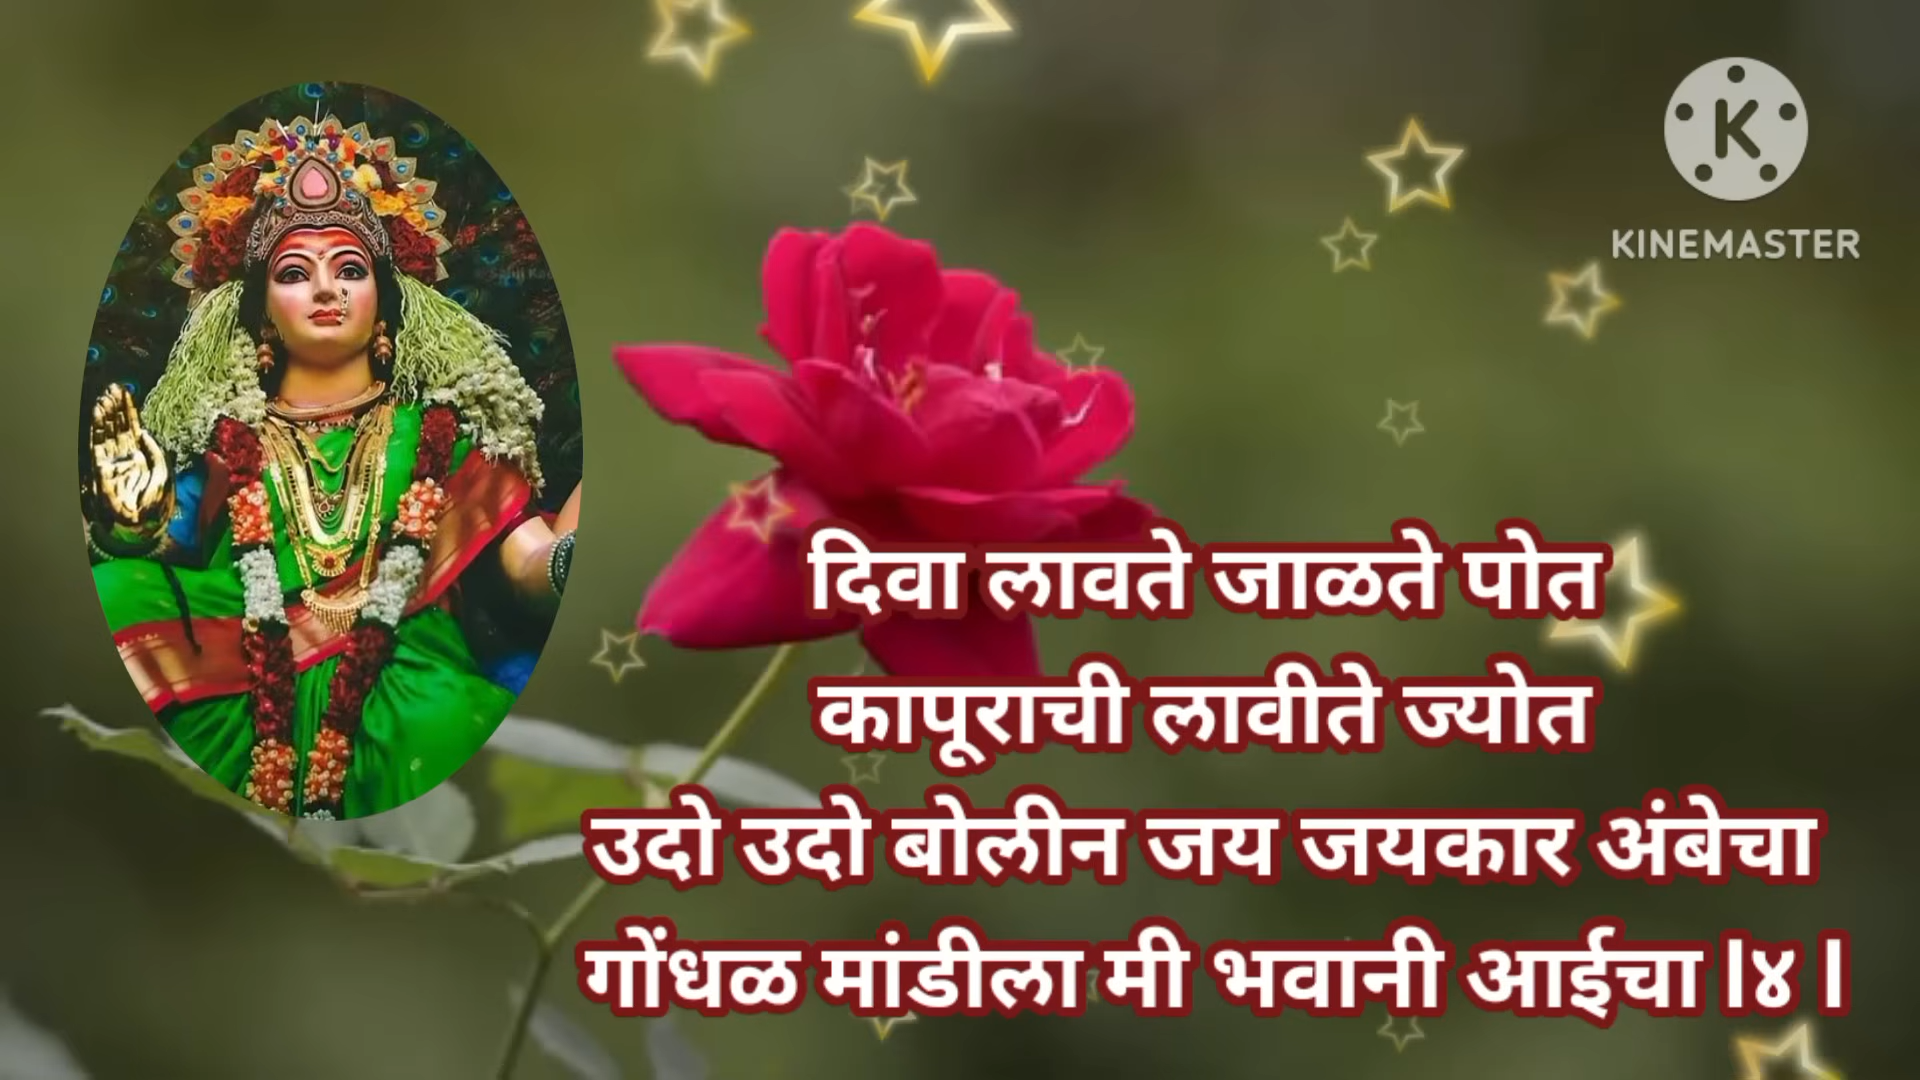 KINEMASTER
दिवा लावते जाळते पोत
कापूराची लावीते ज्योत
उदो उदो बोलीन जय जयकार अंबेचा
गोंधळ मांडीला मी भवानी आईचा ।४ ।